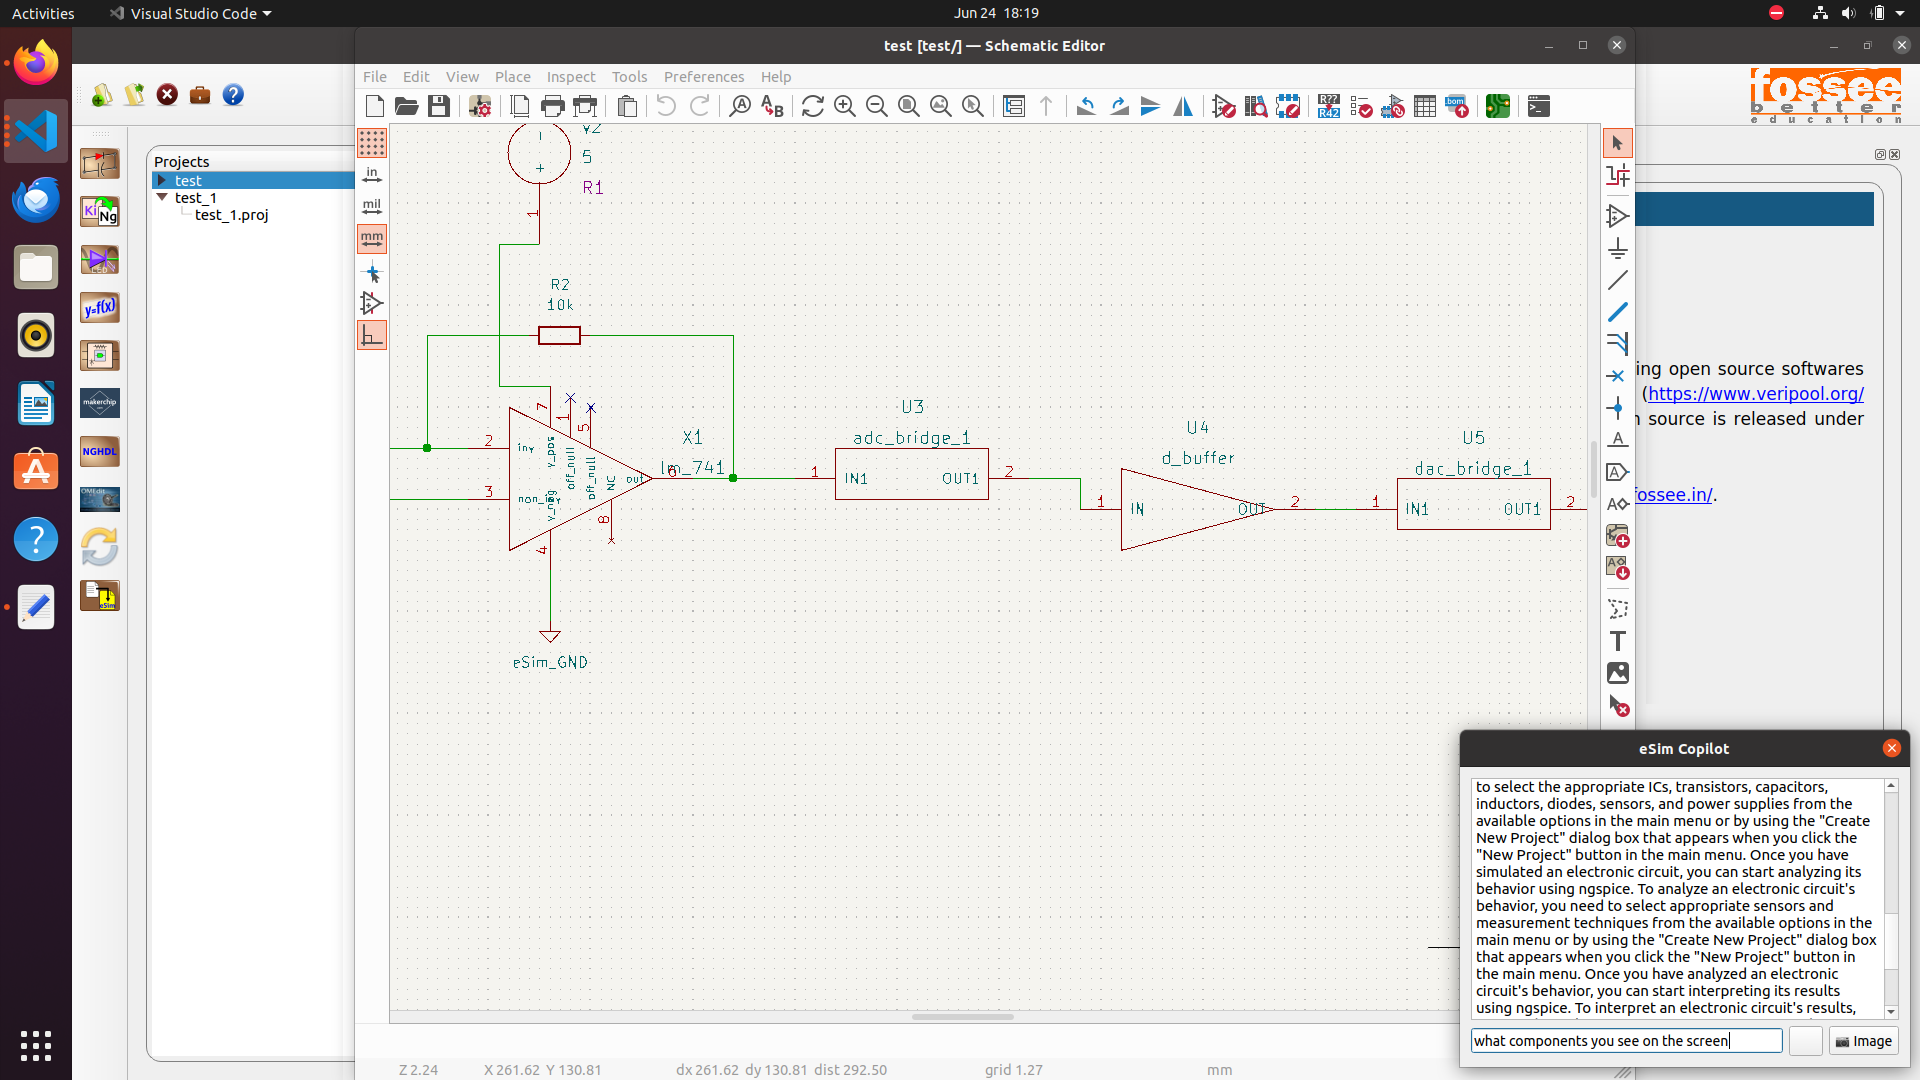 Activities
Visual Studio Code
Jun 24 18:19
test [test/] — Schematic Editor
File Edit View Place Inspect Tools Preferences Help
fossee
better
education
Projects
test
test_1
test_1.proj
Ki Ng
LED
y=f(x)
makerchip
NGHDL
OMEdit
eSim
in
mil
mm
R??
R42
bom
V2
5
R1
1
R2
10k
7
1
5
2
inv
3
non_inv
v_pos
off_null
off_null
NC
v_neg
out
6
8
4
X1
lm_741
eSim_GND
U3
adc_bridge_1
1
IN1
OUT1
2
U4
d_buffer
1
IN
OUT
2
U5
dac_bridge_1
1
IN1
OUT1
2
ing open source softwares
(https://www.veripool.org/
source is released under
fossee.in/.
eSim Copilot
to select the appropriate ICs, transistors, capacitors,
inductors, diodes, sensors, and power supplies from the
available options in the main menu or by using the "Create
New Project" dialog box that appears when you click the
"New Project" button in the main menu. Once you have
simulated an electronic circuit, you can start analyzing its
behavior using ngspice. To analyze an electronic circuit's
behavior, you need to select appropriate sensors and
measurement techniques from the available options in the
main menu or by using the "Create New Project" dialog box
that appears when you click the "New Project" button in
the main menu. Once you have analyzed an electronic
circuit's behavior, you can start interpreting its results
using ngspice. To interpret an electronic circuit's results,
what components you see on the screen
Image
Z 2.24
X 261.62 Y 130.81
dx 261.62 dy 130.81 dist 292.50
grid 1.27
mm